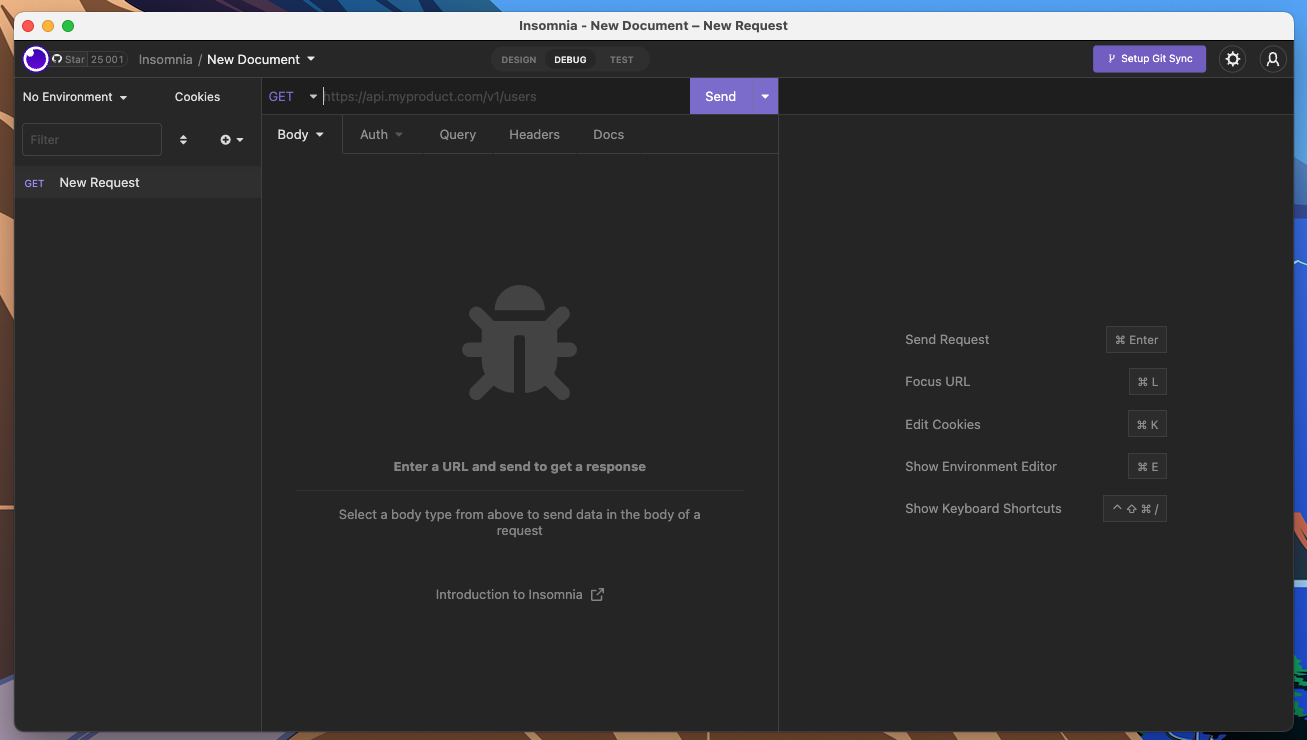 Insomnia - New Document – New Request
Star 25 001
Insomnia / New Document
DESIGN DEBUG TEST
Setup Git Sync
No Environment Cookies
GET https://api.myproduct.com/v1/users
Send
Filter
Body Auth Query Headers Docs
GET New Request
Enter a URL and send to get a response
Select a body type from above to send data in the body of a
request
Introduction to Insomnia
Send Request ⌘ Enter
Focus URL ⌘ L
Edit Cookies ⌘ K
Show Environment Editor ⌘ E
Show Keyboard Shortcuts ^ ⇧ ⌘ /